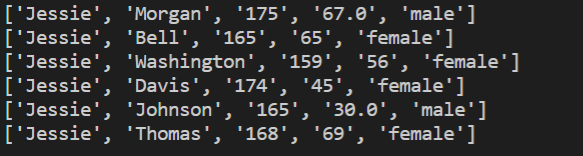 ['Jessie', 'Morgan', '175', '67.0', 'male']
['Jessie', 'Bell', '165', '65', 'female']
['Jessie', 'Washington', '159', '56', 'female']
['Jessie', 'Davis', '174', '45', 'female']
['Jessie', 'Johnson', '165', '30.0', 'male']
['Jessie', 'Thomas', '168', '69', 'female']